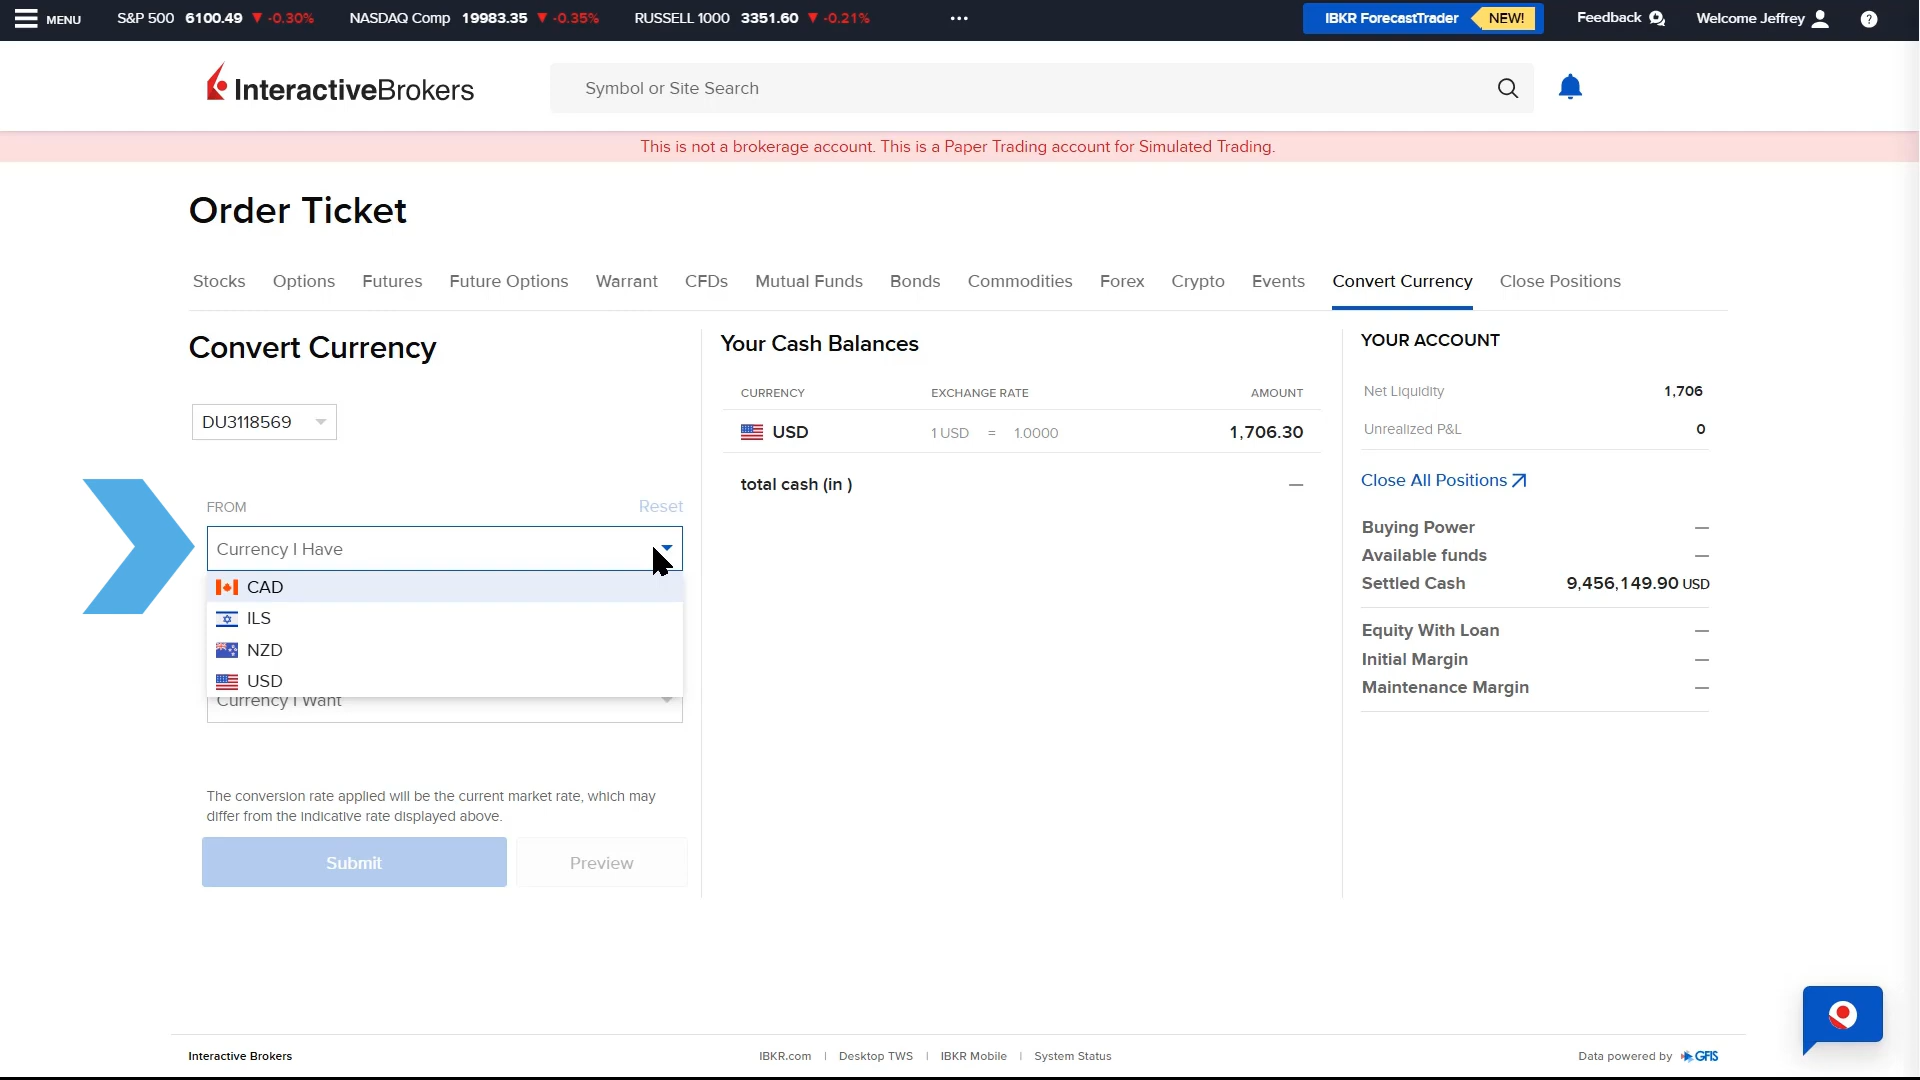 MENU S&P 500 6100.49 ▼ -0.30% NASDAQ Comp 19983.35 ▼ -0.35% RUSSELL 1000 3351.60 ▼ -0.21% ••• IBKR ForecastTrader NEW! Feedback Welcome Jeffrey ?
InteractiveBrokers Symbol or Site Search
This is not a brokerage account. This is a Paper Trading account for Simulated Trading.
Order Ticket
Stocks Options Futures Future Options Warrant CFDs Mutual Funds Bonds Commodities Forex Crypto Events Convert Currency Close Positions
Convert Currency
DU3118569
FROM Reset
Currency I Have
CAD
ILS
NZD
USD
Currency I Want
The conversion rate applied will be the current market rate, which may
differ from the indicative rate displayed above.
Submit Preview
Your Cash Balances
CURRENCY EXCHANGE RATE AMOUNT
USD 1 USD = 1.0000 1,706.30
total cash (in ) —
YOUR ACCOUNT
Net Liquidity 1,706
Unrealized P&L 0
Close All Positions
Buying Power —
Available funds —
Settled Cash 9,456,149.90 USD
Equity With Loan —
Initial Margin —
Maintenance Margin —
Interactive Brokers IBKR.com | Desktop TWS | IBKR Mobile | System Status Data powered by GFIS